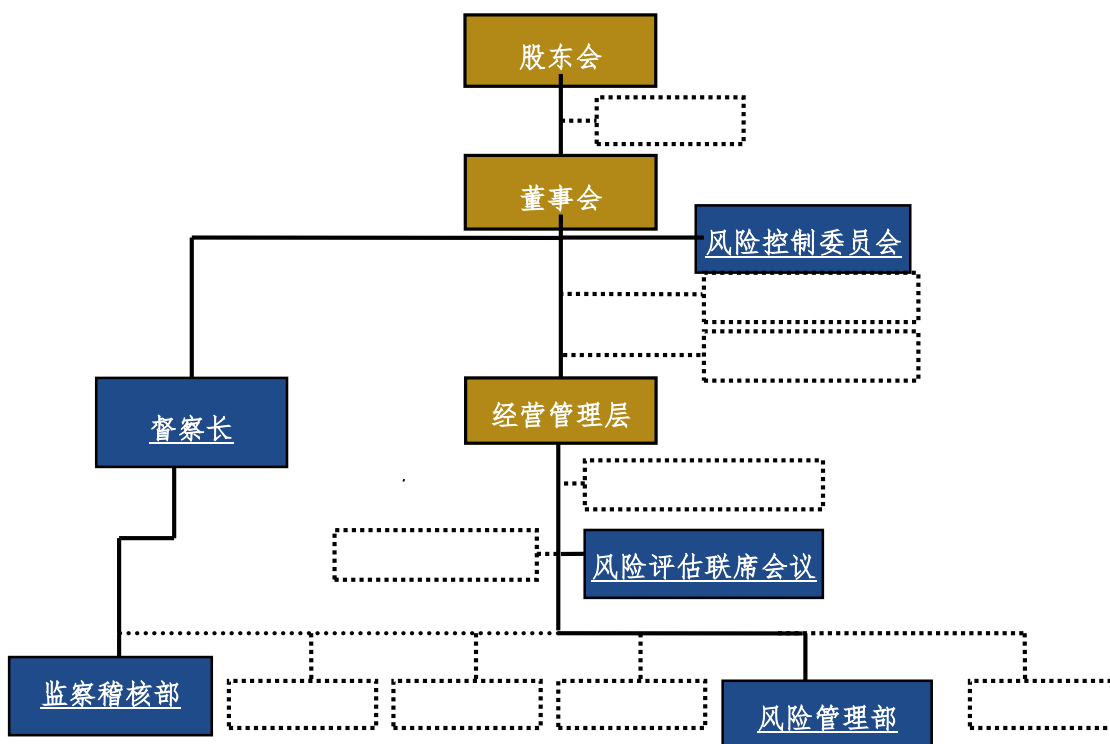 股东会
董事会
风险控制委员会
督察长
经营管理层
风险评估联席会议
监察稽核部
风险管理部